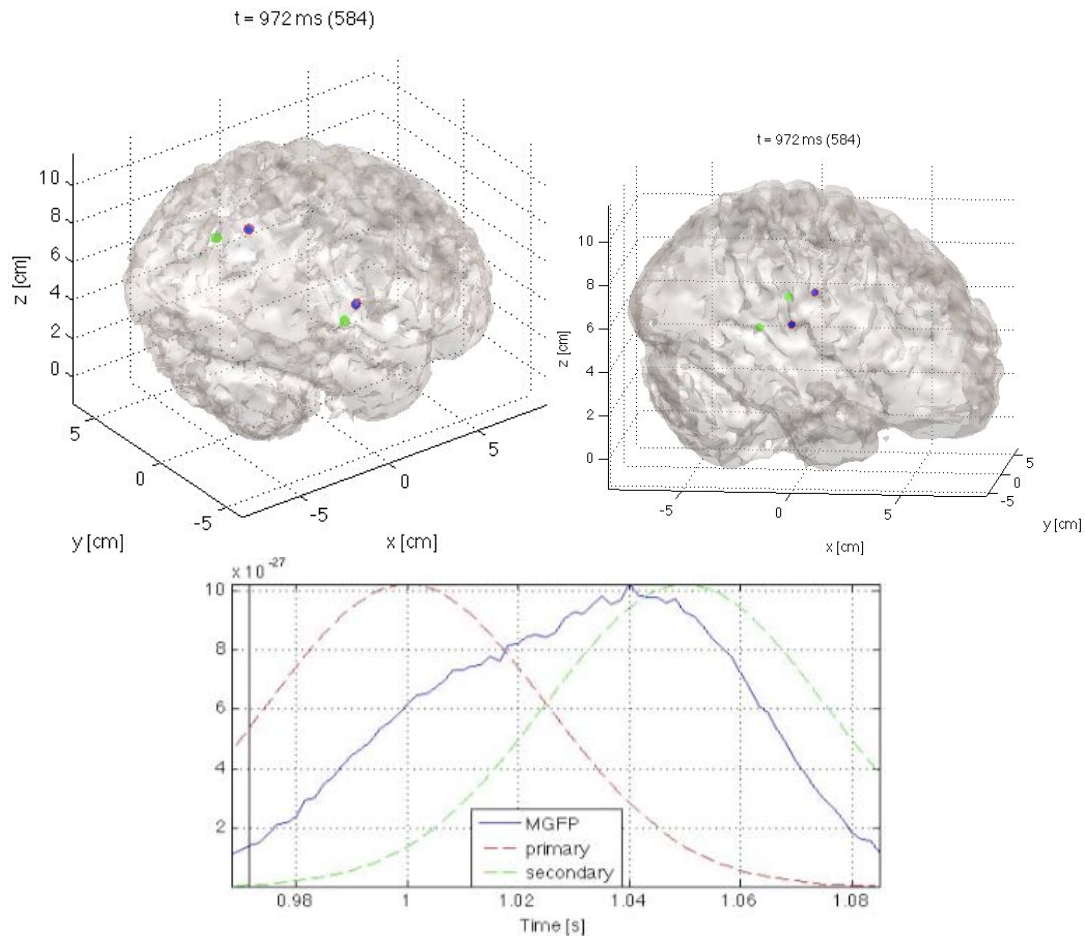 t = 972 ms (584)
10
8
6
4
2
0
z [cm]
5
0
-5
y [cm]
-5
0
5
x [cm]
t = 972 ms (584)
10
8
6
4
2
0
z [cm]
-5
0
5
x [cm]
5
0
-5
y [cm]
x 10^-27
10
8
6
4
2
MGFP
primary
secondary
0.98 1 1.02 1.04 1.06 1.08
Time [s]